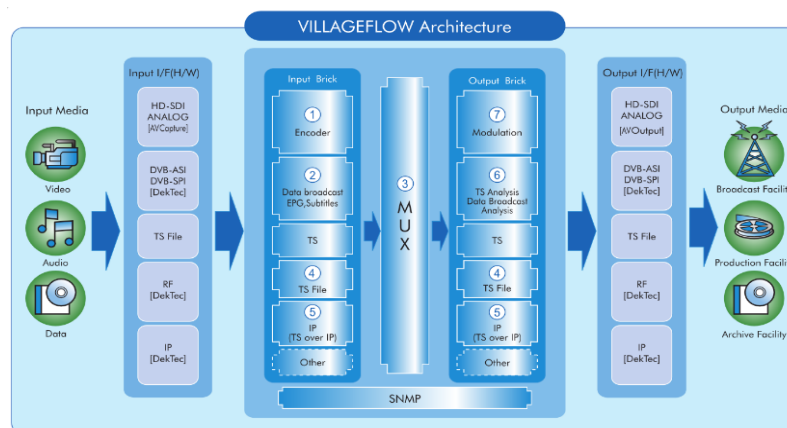 VILLAGEFLOW Architecture
Input Media
Video
Audio
Data
Input I/F(H/W)
HD-SDI
ANALOG
[AVCapture]
DVB-ASI
DVB-SPI
[DekTec]
TS File
RF
[DekTec]
IP
[DekTec]
Input Brick
1
Encoder
2
Data broadcast
EPG,Subtitles
TS
4
TS File
5
IP
(TS over IP)
Other
3
M
U
X
Output Brick
7
Modulation
6
TS Analysis
Data Broadcast
Analysis
TS
4
TS File
5
IP
(TS over IP)
Other
SNMP
Output I/F(H/W)
HD-SDI
ANALOG
[AVOutput]
DVB-ASI
DVB-SPI
[DekTec]
TS File
RF
[DekTec]
IP
[DekTec]
Output Media
Broadcast Facilit
Production Facilit
Archive Facility